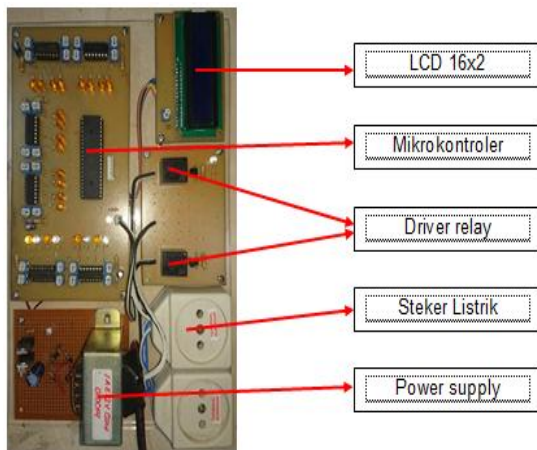 LCD 16x2
Mikrokontroler
Driver relay
Steker Listrik
Power supply